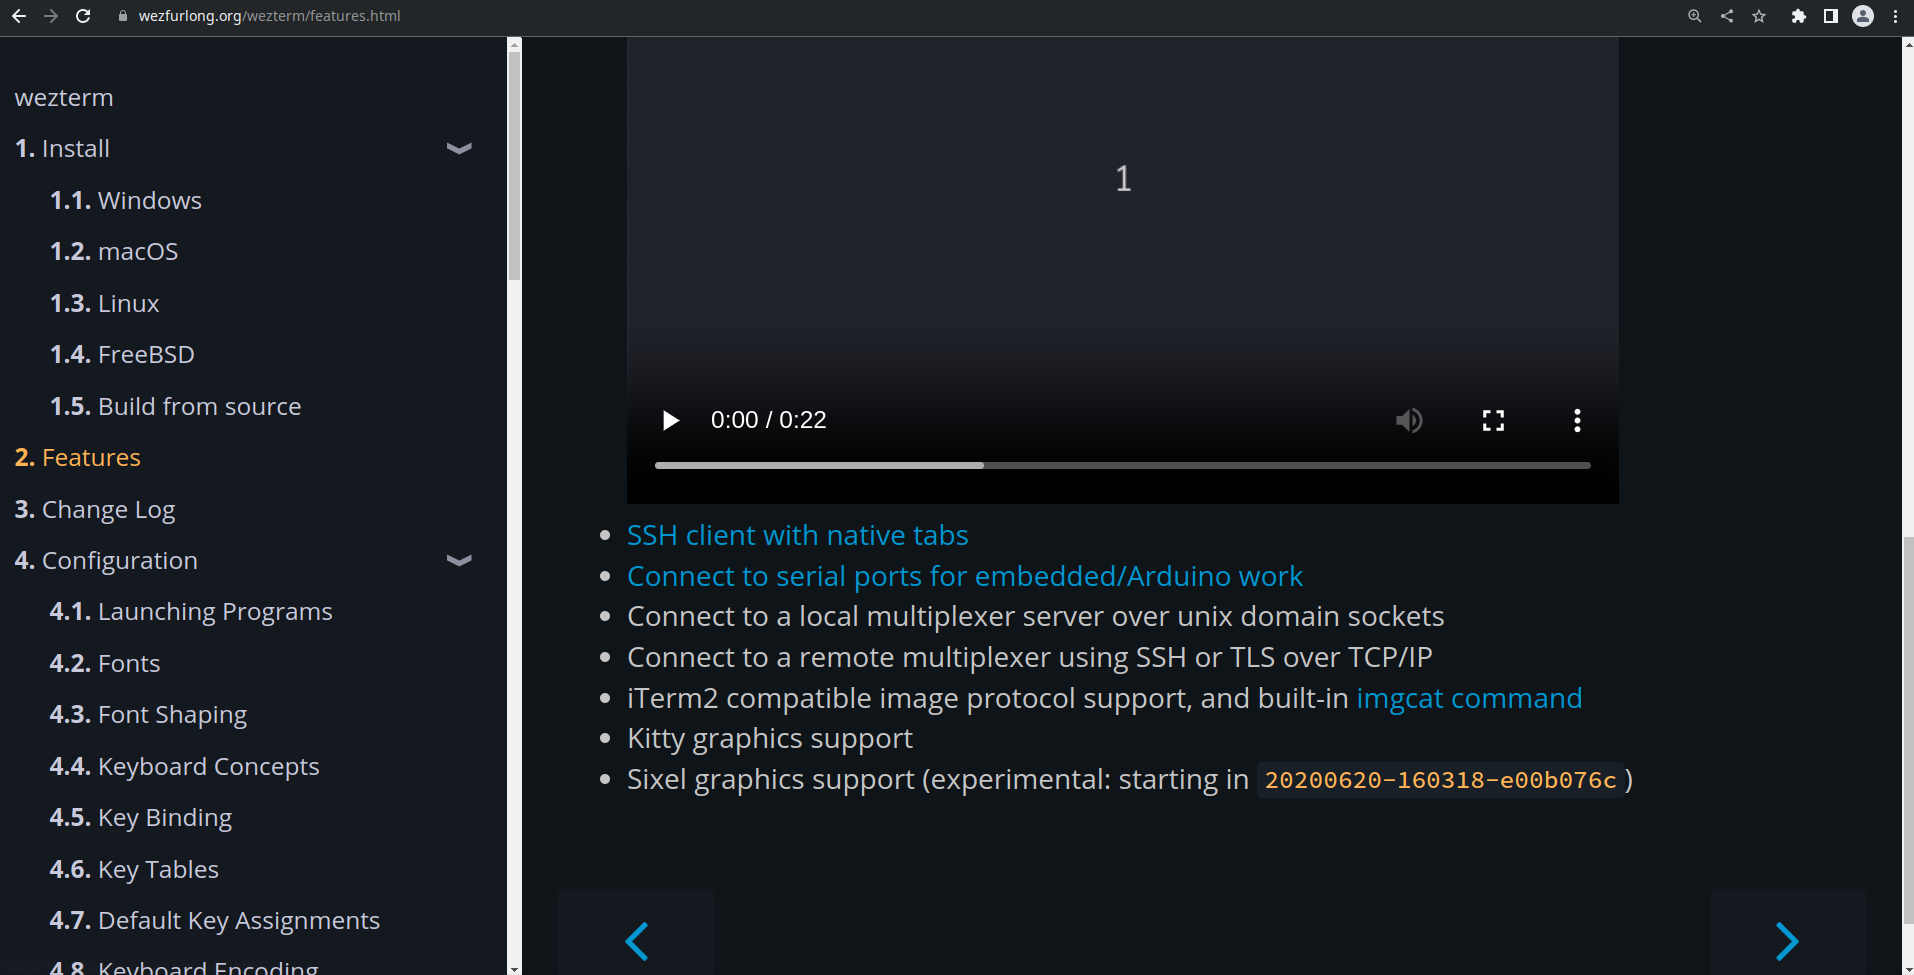 wezfurlong.org/wezterm/features.html
wezterm
1. Install
1.1. Windows
1.2. macOS
1.3. Linux
1.4. FreeBSD
1.5. Build from source
2. Features
3. Change Log
4. Configuration
4.1. Launching Programs
4.2. Fonts
4.3. Font Shaping
4.4. Keyboard Concepts
4.5. Key Binding
4.6. Key Tables
4.7. Default Key Assignments
4.8. Keyboard Encoding
1
0:00 / 0:22
SSH client with native tabs
Connect to serial ports for embedded/Arduino work
Connect to a local multiplexer server over unix domain sockets
Connect to a remote multiplexer using SSH or TLS over TCP/IP
iTerm2 compatible image protocol support, and built-in imgcat command
Kitty graphics support
Sixel graphics support (experimental: starting in 20200620-160318-e00b076c)